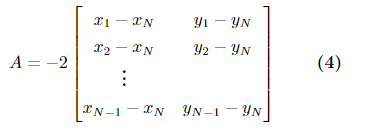 x₁ − x_N y₁ − y_N
x₂ − x_N y₂ − y_N
A = −2 (4)
⋮
x_{N−1} − x_N y_{N−1} − y_N